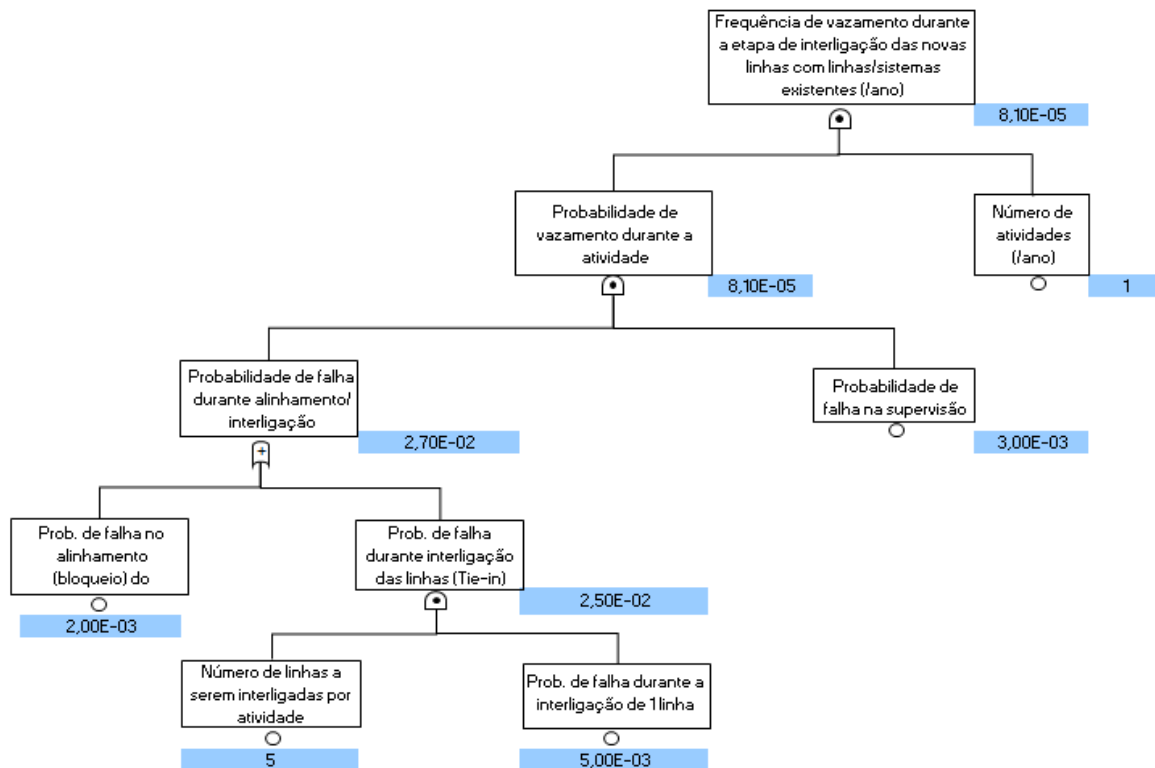 Frequência de vazamento durante
a etapa de interligação das novas
linhas com linhas/sistemas
existentes (/ano)
8,10E-05
Probabilidade de
vazamento durante a
atividade
8,10E-05
Número de
atividades
(/ano)
1
Probabilidade de falha
durante alinhamento/
interligação
2,70E-02
Probabilidade de
falha na supervisão
3,00E-03
+
Prob. de falha no
alinhamento
(bloqueio) do
2,00E-03
Prob. de falha
durante interligação
das linhas (Tie-in)
2,50E-02
Número de linhas a
serem interligadas por
atividade
5
Prob. de falha durante a
interligação de 1 linha
5,00E-03